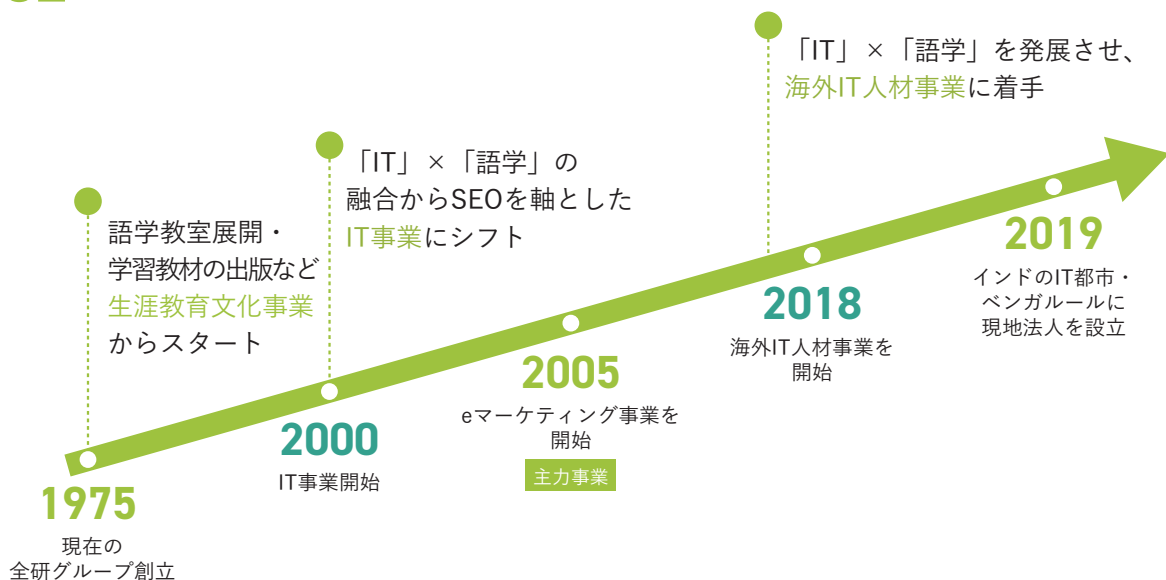 「IT」×「語学」を発展させ、
海外IT人材事業に着手
「IT」×「語学」の
融合からSEOを軸とした
IT事業にシフト
語学教室展開・
学習教材の出版など
生涯教育文化事業
からスタート
2019
インドのIT都市・
ベンガルールに
現地法人を設立
2018
海外IT人材事業を
開始
2005
eマーケティング事業を
開始
主力事業
2000
IT事業開始
1975
現在の
全研グループ創立